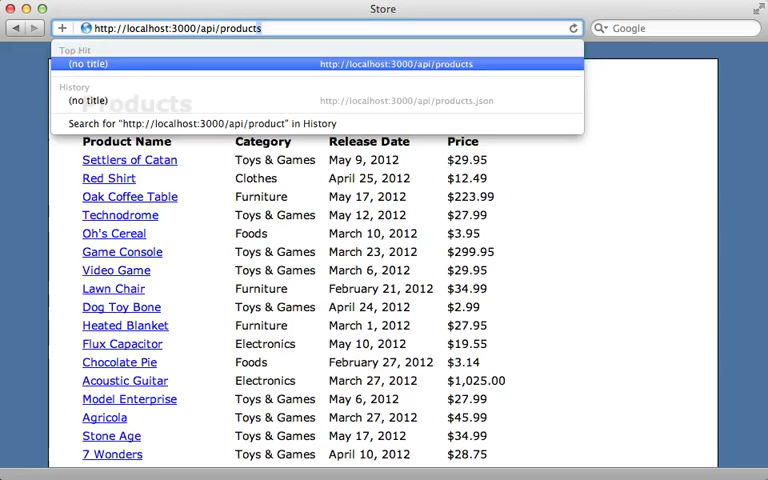 Store
http://localhost:3000/api/products
Google
Top Hit
(no title) http://localhost:3000/api/products
History
(no title) http://localhost:3000/api/products.json
Products
Search for "http://localhost:3000/api/product" in History
Product Name Category Release Date Price
Settlers of Catan Toys & Games May 9, 2012 $29.95
Red Shirt Clothes April 25, 2012 $12.49
Oak Coffee Table Furniture May 17, 2012 $223.99
Technodrome Toys & Games May 12, 2012 $27.99
Oh's Cereal Foods March 10, 2012 $3.95
Game Console Toys & Games March 23, 2012 $299.95
Video Game Toys & Games March 6, 2012 $29.95
Lawn Chair Furniture February 21, 2012 $34.99
Dog Toy Bone Toys & Games April 24, 2012 $2.99
Heated Blanket Furniture March 1, 2012 $27.95
Flux Capacitor Electronics May 10, 2012 $19.55
Chocolate Pie Foods February 27, 2012 $3.14
Acoustic Guitar Electronics March 27, 2012 $1,025.00
Model Enterprise Toys & Games May 6, 2012 $27.99
Agricola Toys & Games March 27, 2012 $45.99
Stone Age Toys & Games May 17, 2012 $34.99
7 Wonders Toys & Games April 10, 2012 $28.75